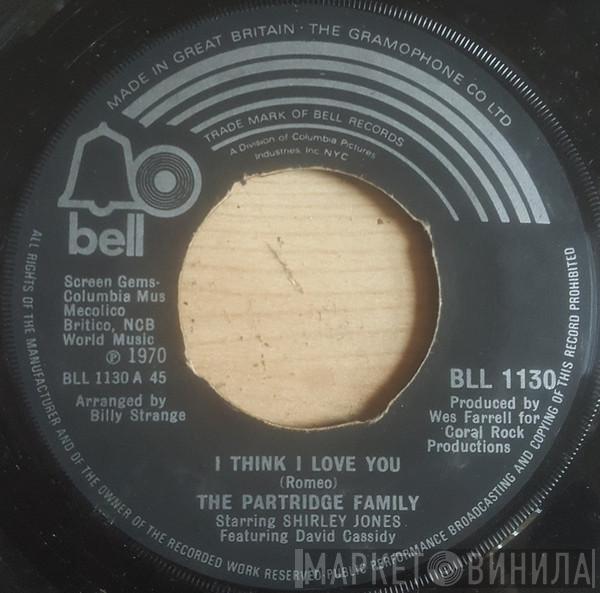 MADE IN GREAT BRITAIN · THE GRAMOPHONE CO LTD
TRADE MARK OF BELL RECORDS
A Division of Columbia Pictures
Industries, Inc. NYC
bell
Screen Gems-
Columbia Mus
Mecolico
Britico, NCB
World Music
℗ 1970
BLL 1130 A 45
Arranged by
Billy Strange
BLL 1130
Produced by
Wes Farrell for
Coral Rock
Productions
I THINK I LOVE YOU
(Romeo)
THE PARTRIDGE FAMILY
Starring SHIRLEY JONES
Featuring David Cassidy
ALL RIGHTS OF THE MANUFACTURER AND OF THE OWNER OF THE RECORDED WORK RESERVED. PUBLIC PERFORMANCE BROADCASTING AND COPYING OF THIS RECORD PROHIBITED
МАРКЕТ ВИНИЛА